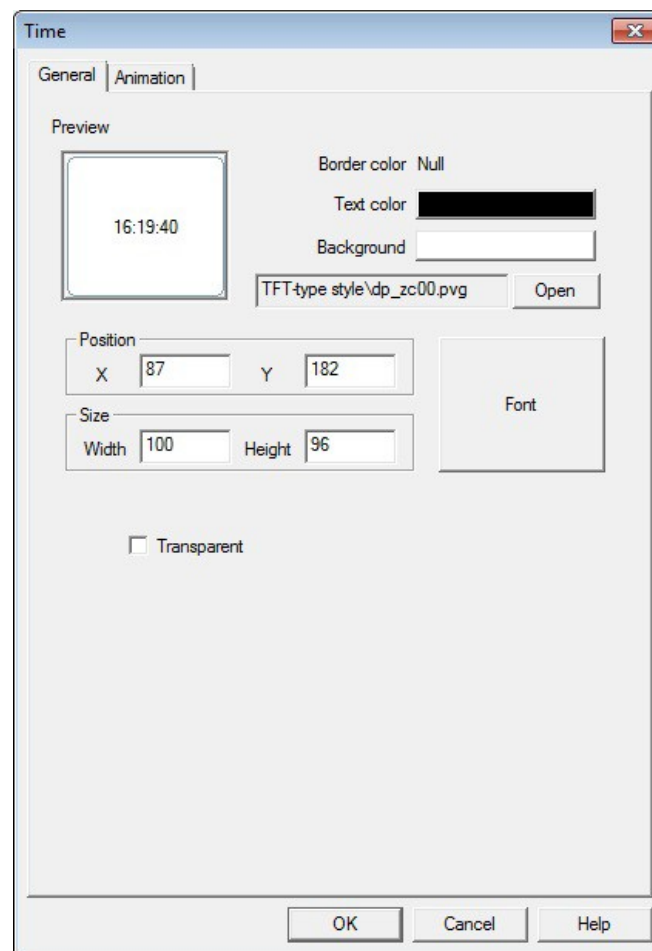 Time
General Animation
Preview
16:19:40
Border color Null
Text color
Background
TFT-type style\dp_zc00.pvg Open
Position
X 87 Y 182
Font
Size
Width 100 Height 96
Transparent
OK Cancel Help